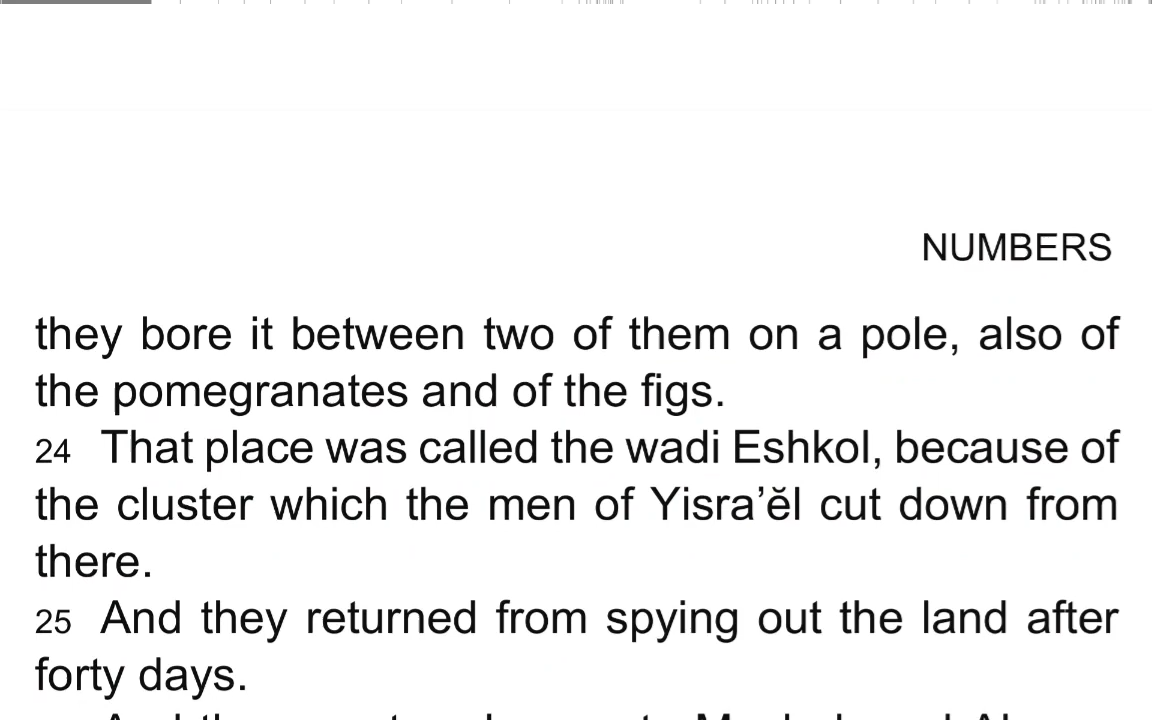 NUMBERS
they bore it between two of them on a pole, also of
the pomegranates and of the figs.
24 That place was called the wadi Eshkol, because of
the cluster which the men of Yisra’ĕl cut down from
there.
25 And they returned from spying out the land after
forty days.